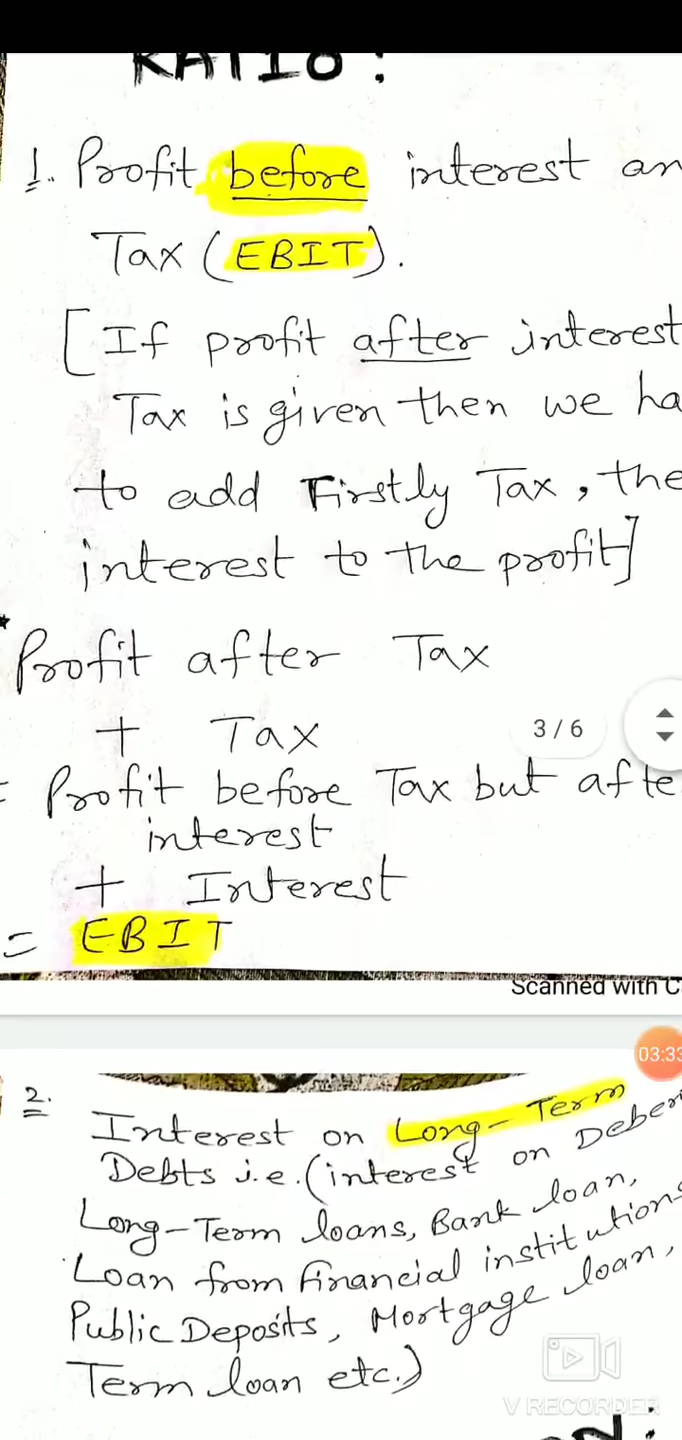 RATIO:
1. Profit before interest an
Tax (EBIT).
[If profit after interest
Tax is given then we ha
to add Firstly Tax, the
interest to the profit]
*Profit after Tax
+ Tax
3 / 6
= Profit before Tax but afte
interest
+ Interest
= EBIT
Scanned with C
03:33
2. Interest on Long-Term
Debts i.e. (interest on Deben
Long-Term loans, Bank loan,
Loan from financial institutions
Public Deposits, Mortgage loan,
Term loan etc.)
V RECORDER